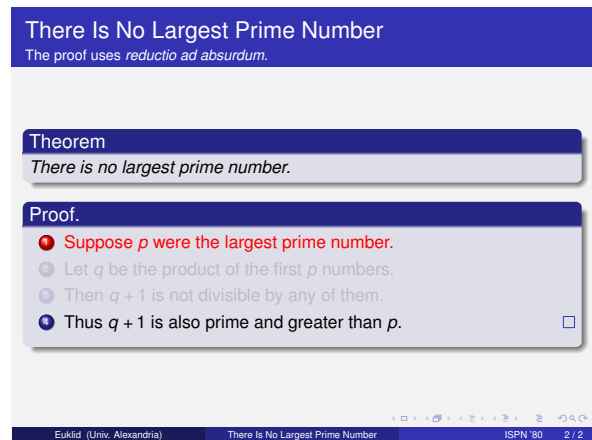 There Is No Largest Prime Number
The proof uses reductio ad absurdum.
Theorem
There is no largest prime number.
Proof.
1 Suppose p were the largest prime number.
2 Let q be the product of the first p numbers.
3 Then q + 1 is not divisible by any of them.
4 Thus q + 1 is also prime and greater than p.
Euklid (Univ. Alexandria) There Is No Largest Prime Number ISPN '80 2 / 2